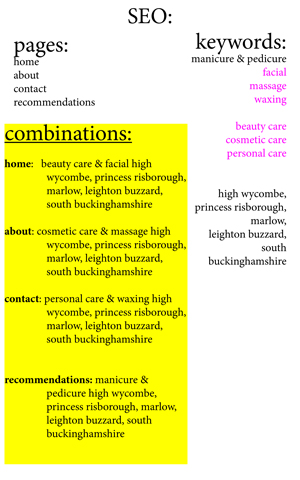 SEO:
pages:
home
about
contact
recommendations
keywords:
manicure & pedicure
facial
massage
waxing
beauty care
cosmetic care
personal care
high wycombe,
princes risborough,
marlow,
leighton buzzard,
south
buckinghamshire
combinations:
home: beauty care & facial high
wycombe, princess risborough,
marlow, leighton buzzard,
south buckinghamshire
about: cosmetic care & massage high
wycombe, princess risborough,
marlow, leighton buzzard,
south buckinghamshire
contact: personal care & waxing high
wycombe, princess risborough,
marlow, leighton buzzard,
south buckinghamshire
recommendations: manicure &
pedicure high wycombe,
princess risborough, marlow,
leighton buzzard, south
buckinghamshire